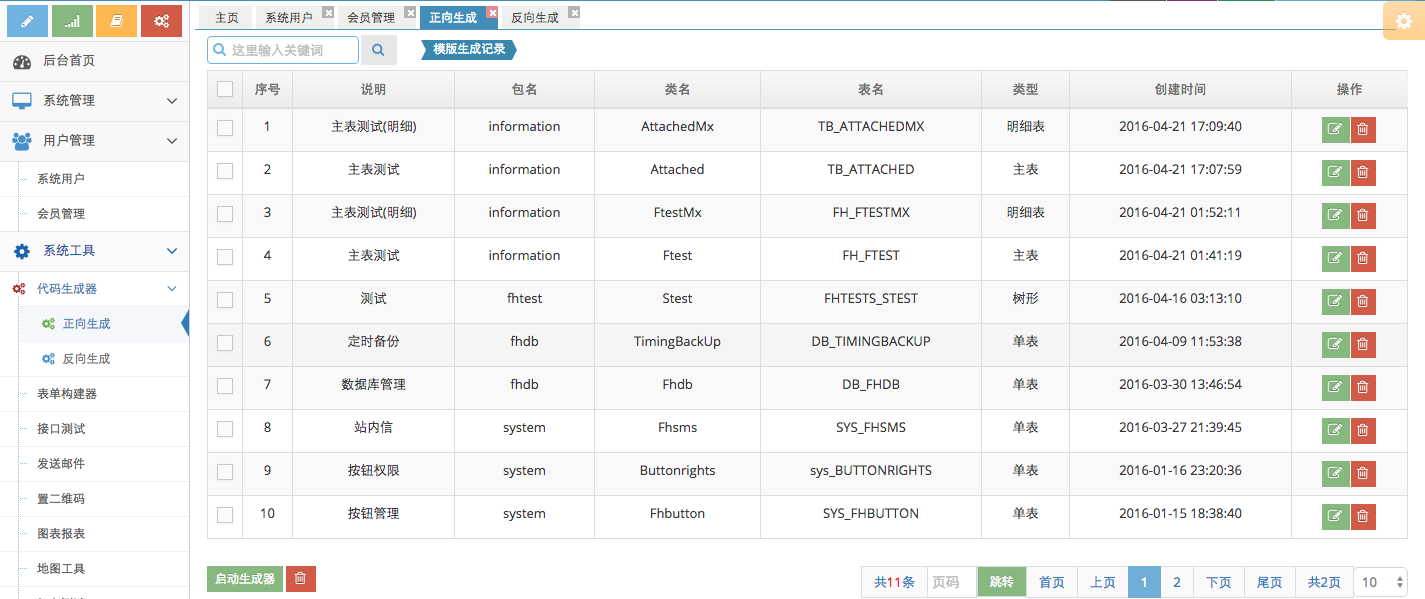 主页 系统用户 会员管理 正向生成 反向生成
后台首页
系统管理
用户管理
系统用户
会员管理
系统工具
代码生成器
正向生成
反向生成
表单构建器
接口测试
发送邮件
置二维码
图表报表
地图工具
这里输入关键词 模版生成记录
序号 说明 包名 类名 表名 类型 创建时间 操作
1 主表测试(明细) information AttachedMx TB_ATTACHEDMX 明细表 2016-04-21 17:09:40
2 主表测试 information Attached TB_ATTACHED 主表 2016-04-21 17:07:59
3 主表测试(明细) information FtestMx FH_FTESTMX 明细表 2016-04-21 01:52:11
4 主表测试 information Ftest FH_FTEST 主表 2016-04-21 01:41:19
5 测试 fhtest Stest FHTESTS_STEST 树形 2016-04-16 03:13:10
6 定时备份 fhdb TimingBackUp DB_TIMINGBACKUP 单表 2016-04-09 11:53:38
7 数据库管理 fhdb Fhdb DB_FHDB 单表 2016-03-30 13:46:54
8 站内信 system Fhsms SYS_FHSMS 单表 2016-03-27 21:39:45
9 按钮权限 system Buttonrights sys_BUTTONRIGHTS 单表 2016-01-16 23:20:36
10 按钮管理 system Fhbutton SYS_FHBUTTON 单表 2016-01-15 18:38:40
启动生成器 共11条 页码 跳转 首页 上页 1 2 下页 尾页 共2页 10